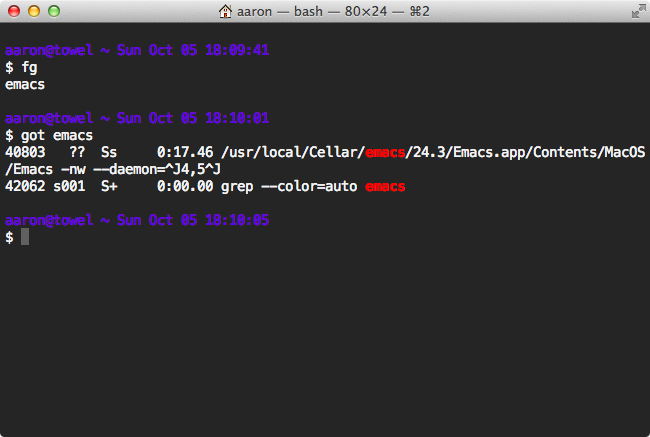 aaron — bash — 80×24 — ⌘2
aaron@towel ~ Sun Oct 05 18:09:41
$ fg
emacs
aaron@towel ~ Sun Oct 05 18:10:01
$ got emacs
40803   ??  Ss     0:17.46 /usr/local/Cellar/emacs/24.3/Emacs.app/Contents/MacOS
/Emacs -nw --daemon=^J4,5^J
42062 s001  S+     0:00.00 grep --color=auto emacs
aaron@towel ~ Sun Oct 05 18:10:05
$